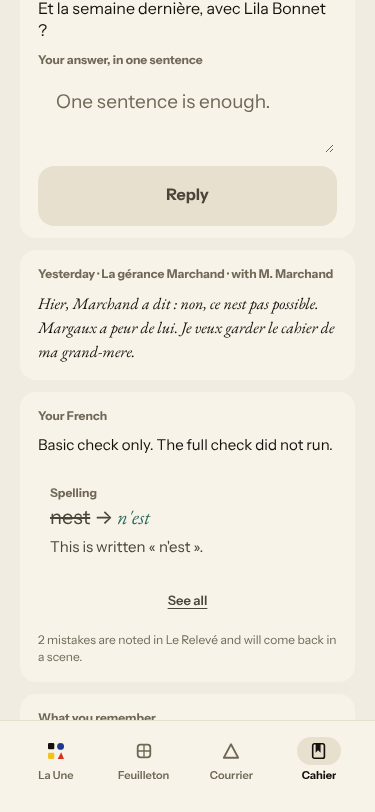 Et la semaine dernière, avec Lila Bonnet
?
Your answer, in one sentence
One sentence is enough.
Reply
Yesterday · La gérance Marchand · with M. Marchand
Hier, Marchand a dit : non, ce nest pas possible.
Margaux a peur de lui. Je veux garder le cahier de
ma grand-mere.
Your French
Basic check only. The full check did not run.
Spelling
nest → n'est
This is written « n'est ».
See all
2 mistakes are noted in Le Relevé and will come back in
a scene.
What you remember
La Une
Feuilleton
Courrier
Cahier